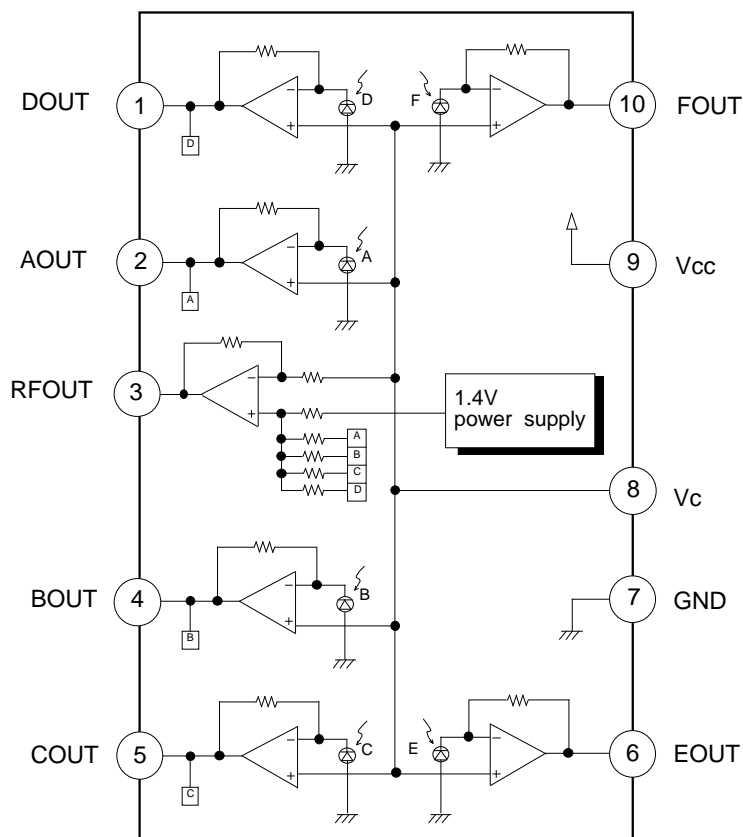 DOUT 1 - + D F - + 10 FOUT
D
AOUT 2 - + A 9 Vcc
A
RFOUT 3 - +
1.4V
power supply
A
B
C
D
8 Vc
BOUT 4 - + B 7 GND
B
COUT 5 - + C E - + 6 EOUT
C